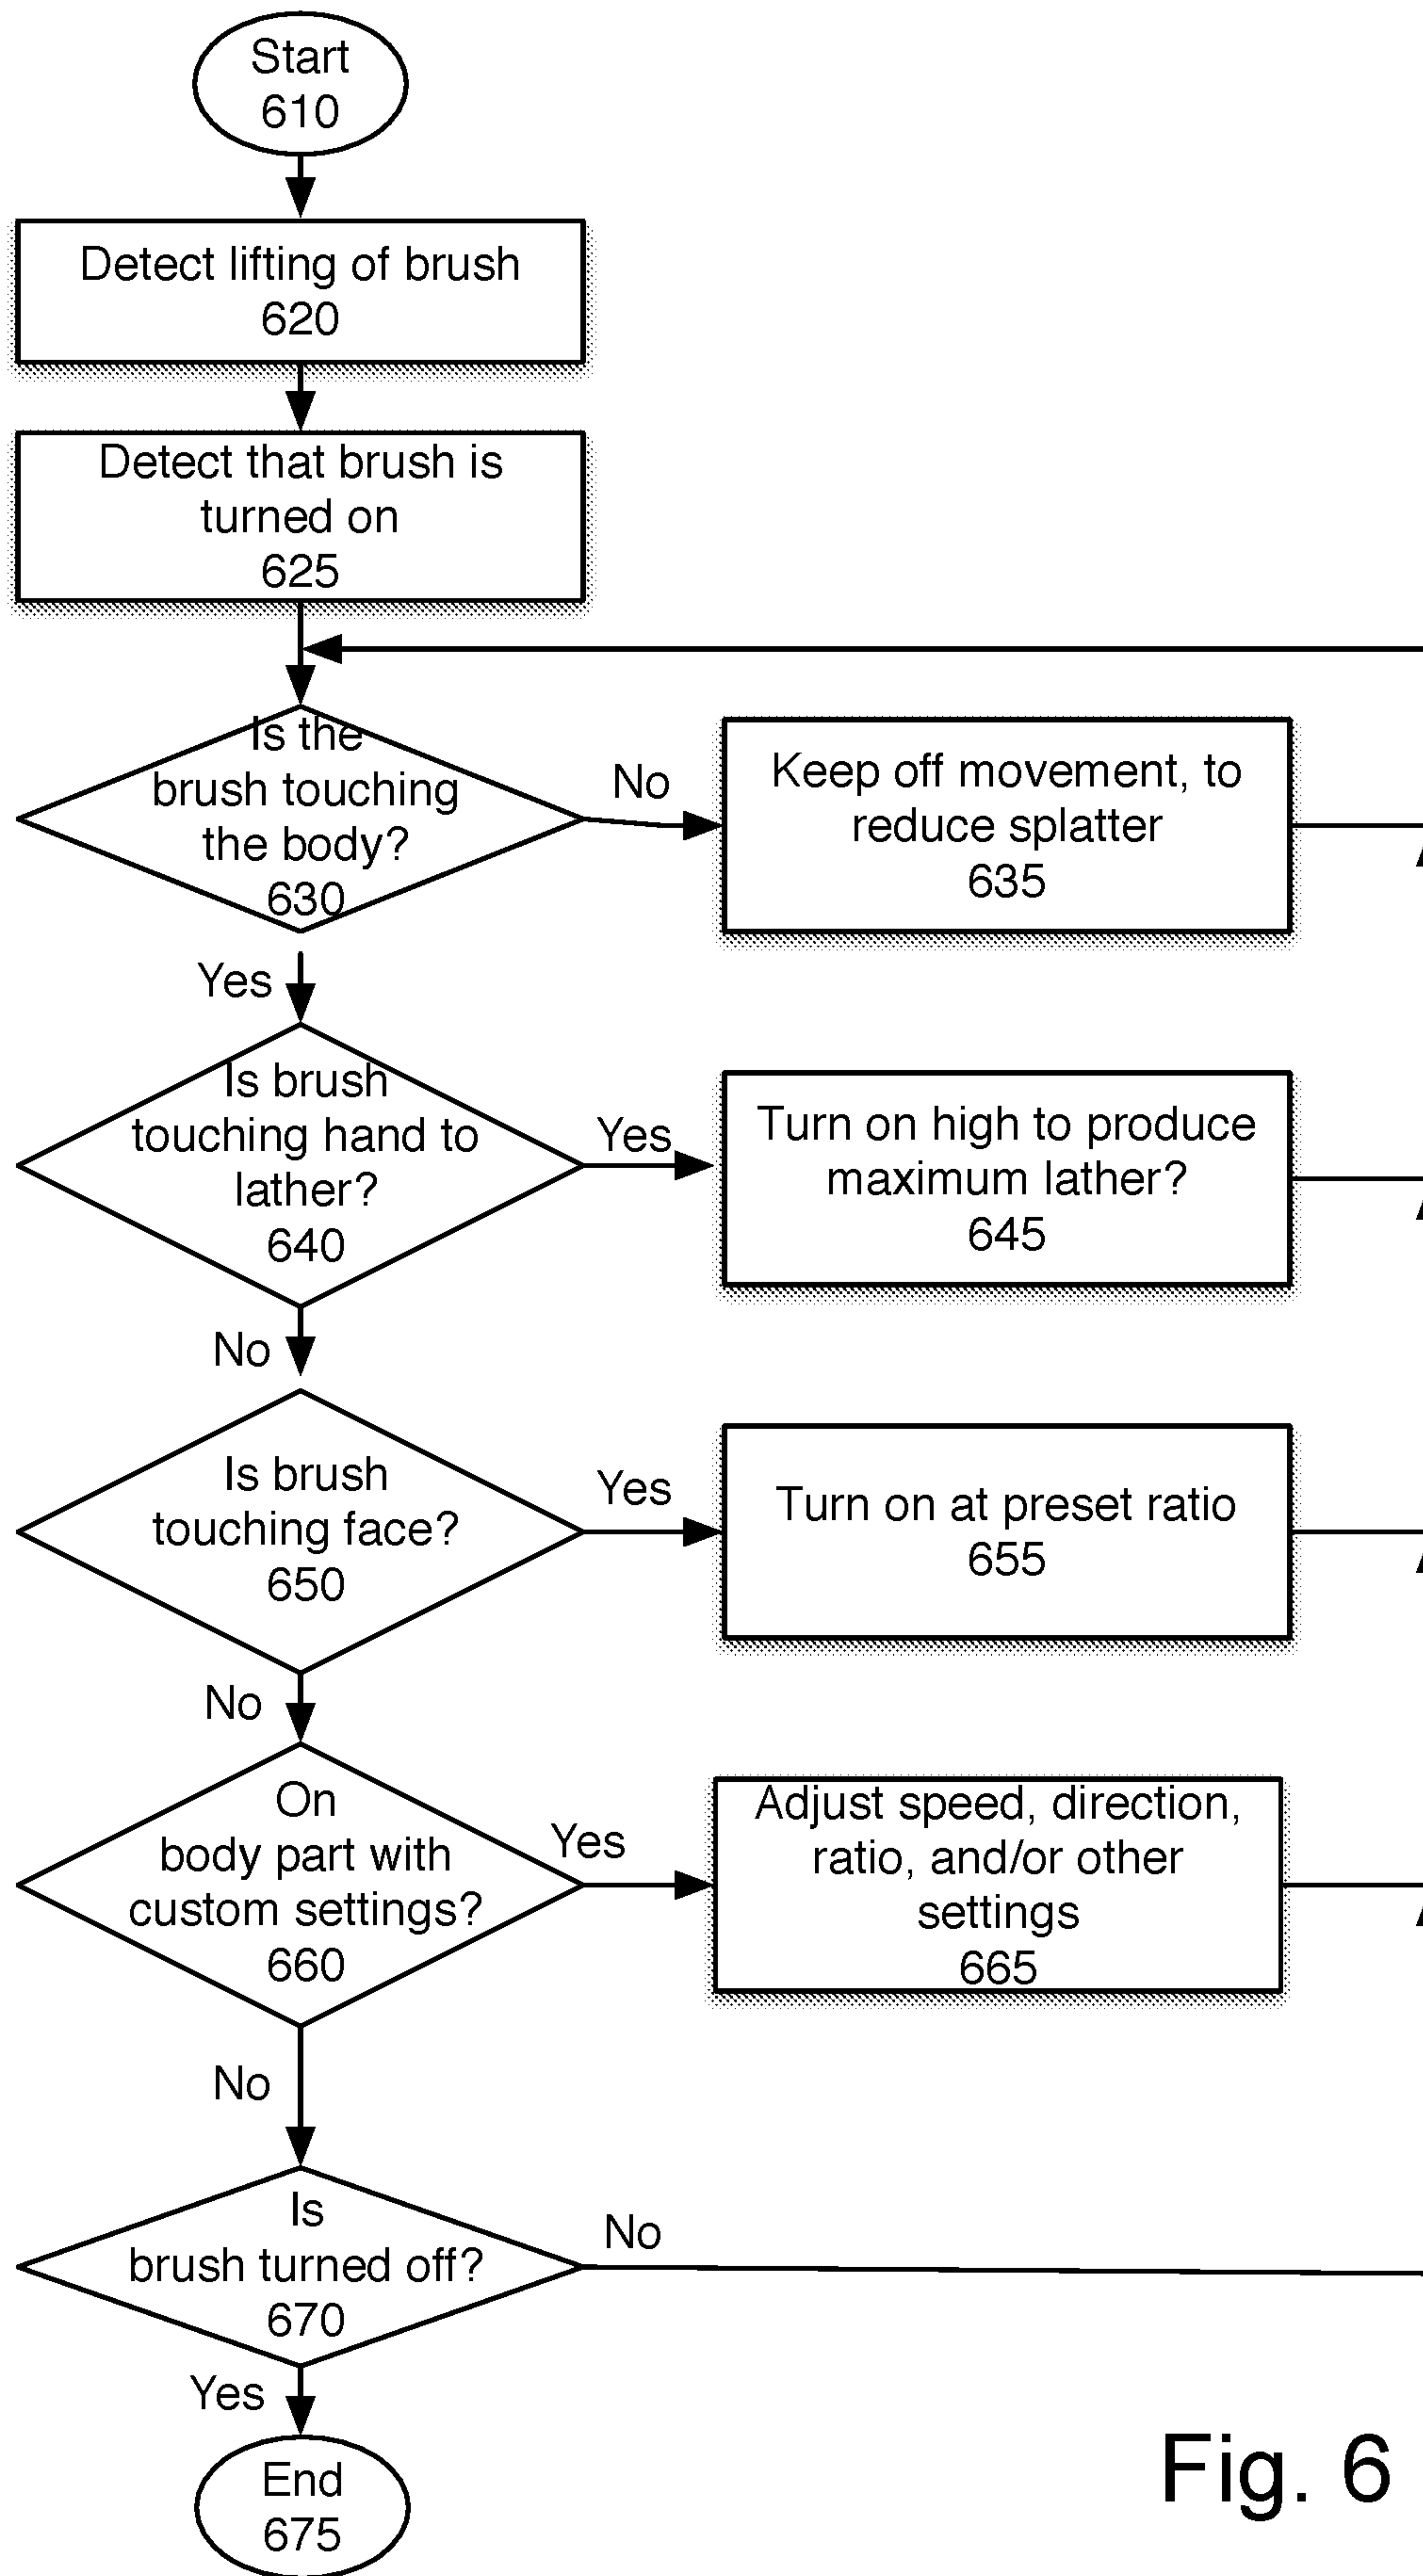 Start
610
Detect lifting of brush
620
Detect that brush is
turned on
625
Is the
brush touching
the body?
630
No
Keep off movement, to
reduce splatter
635
Yes
Is brush
touching hand to
lather?
640
Yes
Turn on high to produce
maximum lather?
645
No
Is brush
touching face?
650
Yes
Turn on at preset ratio
655
No
On
body part with
custom settings?
660
Yes
Adjust speed, direction,
ratio, and/or other
settings
665
No
Is
brush turned off?
670
No
Yes
End
675
Fig. 6